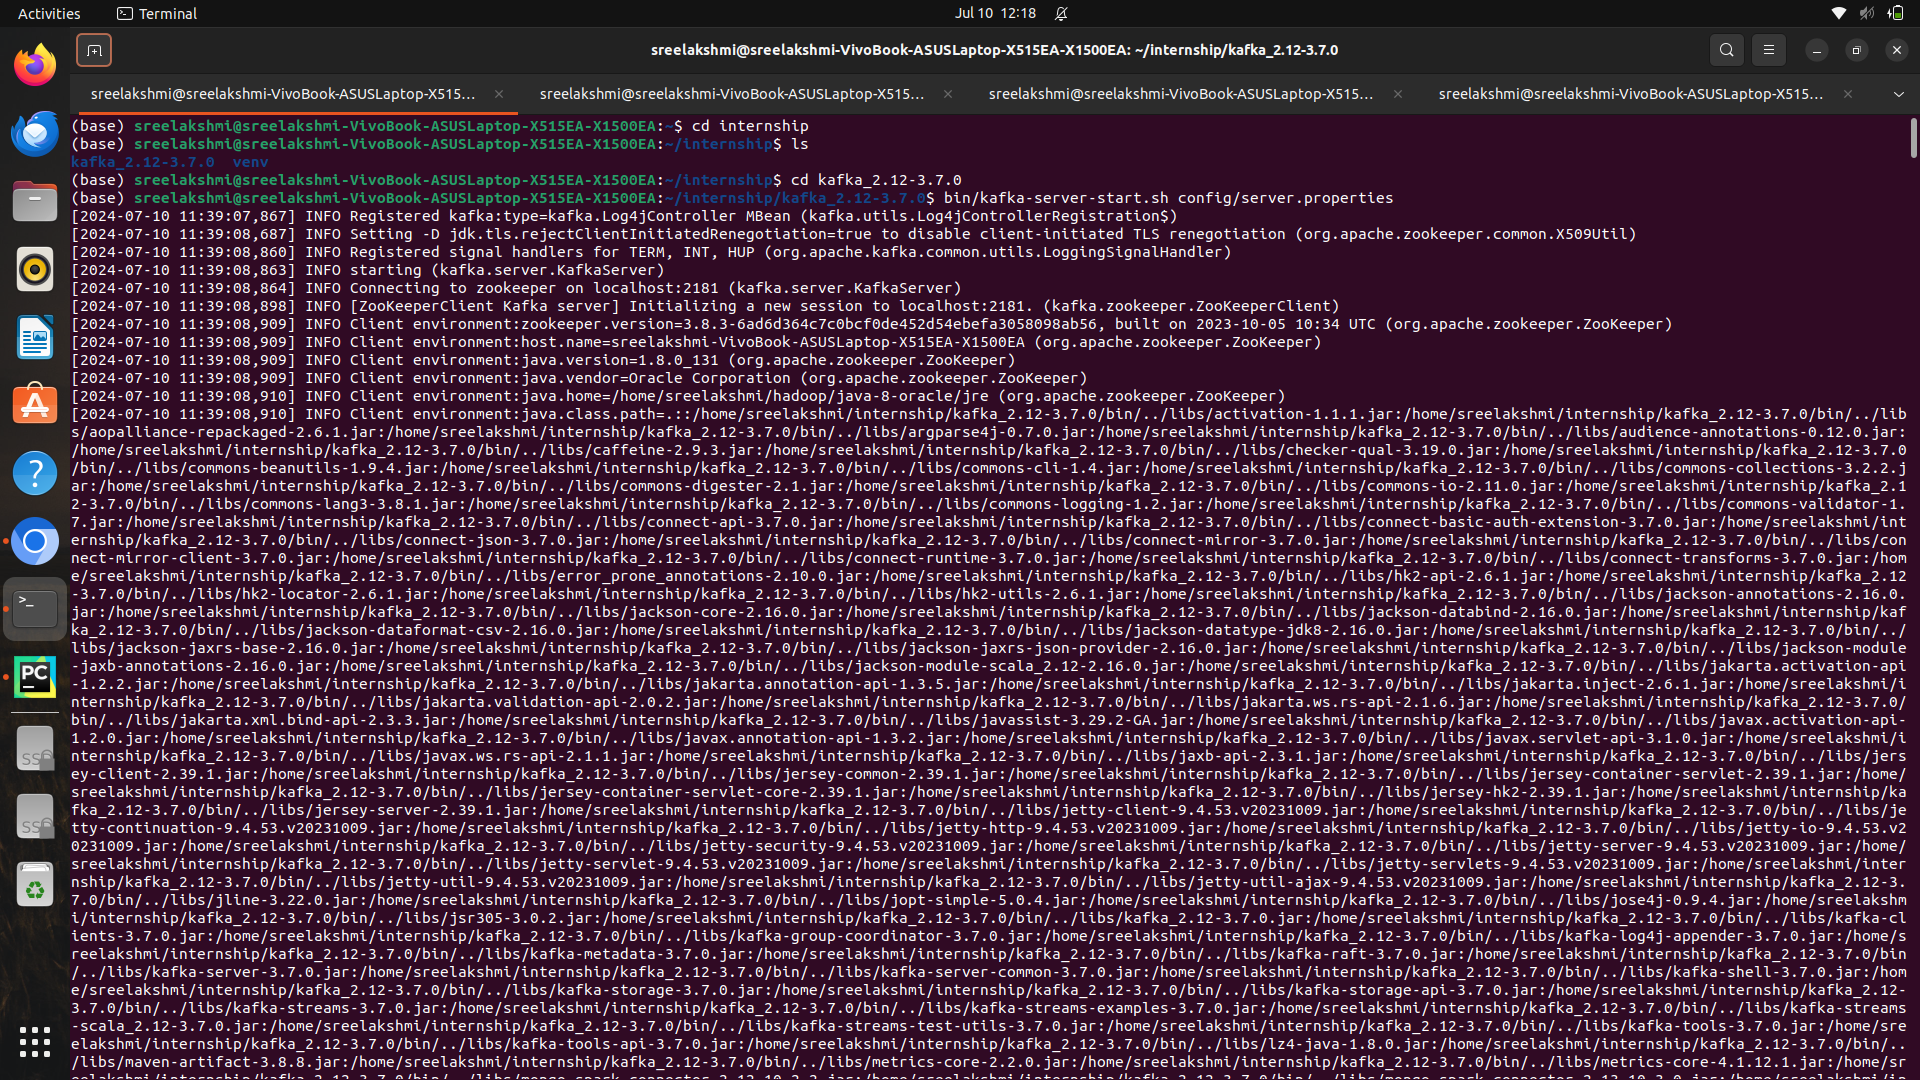 Activities
Terminal
Jul 10 12:18
sreelakshmi@sreelakshmi-VivoBook-ASUSLaptop-X515EA-X1500EA: ~/internship/kafka_2.12-3.7.0
sreelakshmi@sreelakshmi-VivoBook-ASUSLaptop-X515...
sreelakshmi@sreelakshmi-VivoBook-ASUSLaptop-X515...
sreelakshmi@sreelakshmi-VivoBook-ASUSLaptop-X515...
sreelakshmi@sreelakshmi-VivoBook-ASUSLaptop-X515...
(base) sreelakshmi@sreelakshmi-VivoBook-ASUSLaptop-X515EA-X1500EA:~$ cd internship
(base) sreelakshmi@sreelakshmi-VivoBook-ASUSLaptop-X515EA-X1500EA:~/internship$ ls
kafka_2.12-3.7.0  venv
(base) sreelakshmi@sreelakshmi-VivoBook-ASUSLaptop-X515EA-X1500EA:~/internship$ cd kafka_2.12-3.7.0
(base) sreelakshmi@sreelakshmi-VivoBook-ASUSLaptop-X515EA-X1500EA:~/internship/kafka_2.12-3.7.0$ bin/kafka-server-start.sh config/server.properties
[2024-07-10 11:39:07,867] INFO Registered kafka:type=kafka.Log4jController MBean (kafka.utils.Log4jControllerRegistration$)
[2024-07-10 11:39:08,687] INFO Setting -D jdk.tls.rejectClientInitiatedRenegotiation=true to disable client-initiated TLS renegotiation (org.apache.zookeeper.common.X509Util)
[2024-07-10 11:39:08,860] INFO Registered signal handlers for TERM, INT, HUP (org.apache.kafka.common.utils.LoggingSignalHandler)
[2024-07-10 11:39:08,863] INFO starting (kafka.server.KafkaServer)
[2024-07-10 11:39:08,864] INFO Connecting to zookeeper on localhost:2181 (kafka.server.KafkaServer)
[2024-07-10 11:39:08,898] INFO [ZooKeeperClient Kafka server] Initializing a new session to localhost:2181. (kafka.zookeeper.ZooKeeperClient)
[2024-07-10 11:39:08,909] INFO Client environment:zookeeper.version=3.8.3-6ad6d364c7c0bcf0de452d54ebefa3058098ab56, built on 2023-10-05 10:34 UTC (org.apache.zookeeper.ZooKeeper)
[2024-07-10 11:39:08,909] INFO Client environment:host.name=sreelakshmi-VivoBook-ASUSLaptop-X515EA-X1500EA (org.apache.zookeeper.ZooKeeper)
[2024-07-10 11:39:08,909] INFO Client environment:java.version=1.8.0_131 (org.apache.zookeeper.ZooKeeper)
[2024-07-10 11:39:08,909] INFO Client environment:java.vendor=Oracle Corporation (org.apache.zookeeper.ZooKeeper)
[2024-07-10 11:39:08,910] INFO Client environment:java.home=/home/sreelakshmi/hadoop/java-8-oracle/jre (org.apache.zookeeper.ZooKeeper)
[2024-07-10 11:39:08,910] INFO Client environment:java.class.path=.::/home/sreelakshmi/internship/kafka_2.12-3.7.0/bin/../libs/activation-1.1.1.jar:/home/sreelakshmi/internship/kafka_2.12-3.7.0/bin/../lib
s/aopalliance-repackaged-2.6.1.jar:/home/sreelakshmi/internship/kafka_2.12-3.7.0/bin/../libs/argparse4j-0.7.0.jar:/home/sreelakshmi/internship/kafka_2.12-3.7.0/bin/../libs/audience-annotations-0.12.0.jar:
/home/sreelakshmi/internship/kafka_2.12-3.7.0/bin/../libs/caffeine-2.9.3.jar:/home/sreelakshmi/internship/kafka_2.12-3.7.0/bin/../libs/checker-qual-3.19.0.jar:/home/sreelakshmi/internship/kafka_2.12-3.7.0
/bin/../libs/commons-beanutils-1.9.4.jar:/home/sreelakshmi/internship/kafka_2.12-3.7.0/bin/../libs/commons-cli-1.4.jar:/home/sreelakshmi/internship/kafka_2.12-3.7.0/bin/../libs/commons-collections-3.2.2.j
ar:/home/sreelakshmi/internship/kafka_2.12-3.7.0/bin/../libs/commons-digester-2.1.jar:/home/sreelakshmi/internship/kafka_2.12-3.7.0/bin/../libs/commons-io-2.11.0.jar:/home/sreelakshmi/internship/kafka_2.1
2-3.7.0/bin/../libs/commons-lang3-3.8.1.jar:/home/sreelakshmi/internship/kafka_2.12-3.7.0/bin/../libs/commons-logging-1.2.jar:/home/sreelakshmi/internship/kafka_2.12-3.7.0/bin/../libs/commons-validator-1.
7.jar:/home/sreelakshmi/internship/kafka_2.12-3.7.0/bin/../libs/connect-api-3.7.0.jar:/home/sreelakshmi/internship/kafka_2.12-3.7.0/bin/../libs/connect-basic-auth-extension-3.7.0.jar:/home/sreelakshmi/int
ernship/kafka_2.12-3.7.0/bin/../libs/connect-json-3.7.0.jar:/home/sreelakshmi/internship/kafka_2.12-3.7.0/bin/../libs/connect-mirror-3.7.0.jar:/home/sreelakshmi/internship/kafka_2.12-3.7.0/bin/../libs/con
nect-mirror-client-3.7.0.jar:/home/sreelakshmi/internship/kafka_2.12-3.7.0/bin/../libs/connect-runtime-3.7.0.jar:/home/sreelakshmi/internship/kafka_2.12-3.7.0/bin/../libs/connect-transforms-3.7.0.jar:/hom
e/sreelakshmi/internship/kafka_2.12-3.7.0/bin/../libs/error_prone_annotations-2.10.0.jar:/home/sreelakshmi/internship/kafka_2.12-3.7.0/bin/../libs/hk2-api-2.6.1.jar:/home/sreelakshmi/internship/kafka_2.12
-3.7.0/bin/../libs/hk2-locator-2.6.1.jar:/home/sreelakshmi/internship/kafka_2.12-3.7.0/bin/../libs/hk2-utils-2.6.1.jar:/home/sreelakshmi/internship/kafka_2.12-3.7.0/bin/../libs/jackson-annotations-2.16.0.
jar:/home/sreelakshmi/internship/kafka_2.12-3.7.0/bin/../libs/jackson-core-2.16.0.jar:/home/sreelakshmi/internship/kafka_2.12-3.7.0/bin/../libs/jackson-databind-2.16.0.jar:/home/sreelakshmi/internship/kaf
ka_2.12-3.7.0/bin/../libs/jackson-dataformat-csv-2.16.0.jar:/home/sreelakshmi/internship/kafka_2.12-3.7.0/bin/../libs/jackson-datatype-jdk8-2.16.0.jar:/home/sreelakshmi/internship/kafka_2.12-3.7.0/bin/../
libs/jackson-jaxrs-base-2.16.0.jar:/home/sreelakshmi/internship/kafka_2.12-3.7.0/bin/../libs/jackson-jaxrs-json-provider-2.16.0.jar:/home/sreelakshmi/internship/kafka_2.12-3.7.0/bin/../libs/jackson-module
-jaxb-annotations-2.16.0.jar:/home/sreelakshmi/internship/kafka_2.12-3.7.0/bin/../libs/jackson-module-scala_2.12-2.16.0.jar:/home/sreelakshmi/internship/kafka_2.12-3.7.0/bin/../libs/jakarta.activation-api
-1.2.2.jar:/home/sreelakshmi/internship/kafka_2.12-3.7.0/bin/../libs/jakarta.annotation-api-1.3.5.jar:/home/sreelakshmi/internship/kafka_2.12-3.7.0/bin/../libs/jakarta.inject-2.6.1.jar:/home/sreelakshmi/i
nternship/kafka_2.12-3.7.0/bin/../libs/jakarta.validation-api-2.0.2.jar:/home/sreelakshmi/internship/kafka_2.12-3.7.0/bin/../libs/jakarta.ws.rs-api-2.1.6.jar:/home/sreelakshmi/internship/kafka_2.12-3.7.0/
bin/../libs/jakarta.xml.bind-api-2.3.3.jar:/home/sreelakshmi/internship/kafka_2.12-3.7.0/bin/../libs/javassist-3.29.2-GA.jar:/home/sreelakshmi/internship/kafka_2.12-3.7.0/bin/../libs/javax.activation-api-
1.2.0.jar:/home/sreelakshmi/internship/kafka_2.12-3.7.0/bin/../libs/javax.annotation-api-1.3.2.jar:/home/sreelakshmi/internship/kafka_2.12-3.7.0/bin/../libs/javax.servlet-api-3.1.0.jar:/home/sreelakshmi/i
nternship/kafka_2.12-3.7.0/bin/../libs/javax.ws.rs-api-2.1.1.jar:/home/sreelakshmi/internship/kafka_2.12-3.7.0/bin/../libs/jaxb-api-2.3.1.jar:/home/sreelakshmi/internship/kafka_2.12-3.7.0/bin/../libs/jers
ey-client-2.39.1.jar:/home/sreelakshmi/internship/kafka_2.12-3.7.0/bin/../libs/jersey-common-2.39.1.jar:/home/sreelakshmi/internship/kafka_2.12-3.7.0/bin/../libs/jersey-container-servlet-2.39.1.jar:/home/
sreelakshmi/internship/kafka_2.12-3.7.0/bin/../libs/jersey-container-servlet-core-2.39.1.jar:/home/sreelakshmi/internship/kafka_2.12-3.7.0/bin/../libs/jersey-hk2-2.39.1.jar:/home/sreelakshmi/internship/ka
fka_2.12-3.7.0/bin/../libs/jersey-server-2.39.1.jar:/home/sreelakshmi/internship/kafka_2.12-3.7.0/bin/../libs/jetty-client-9.4.53.v20231009.jar:/home/sreelakshmi/internship/kafka_2.12-3.7.0/bin/../libs/je
tty-continuation-9.4.53.v20231009.jar:/home/sreelakshmi/internship/kafka_2.12-3.7.0/bin/../libs/jetty-http-9.4.53.v20231009.jar:/home/sreelakshmi/internship/kafka_2.12-3.7.0/bin/../libs/jetty-io-9.4.53.v2
0231009.jar:/home/sreelakshmi/internship/kafka_2.12-3.7.0/bin/../libs/jetty-security-9.4.53.v20231009.jar:/home/sreelakshmi/internship/kafka_2.12-3.7.0/bin/../libs/jetty-server-9.4.53.v20231009.jar:/home/
sreelakshmi/internship/kafka_2.12-3.7.0/bin/../libs/jetty-servlet-9.4.53.v20231009.jar:/home/sreelakshmi/internship/kafka_2.12-3.7.0/bin/../libs/jetty-servlets-9.4.53.v20231009.jar:/home/sreelakshmi/inter
nship/kafka_2.12-3.7.0/bin/../libs/jetty-util-9.4.53.v20231009.jar:/home/sreelakshmi/internship/kafka_2.12-3.7.0/bin/../libs/jetty-util-ajax-9.4.53.v20231009.jar:/home/sreelakshmi/internship/kafka_2.12-3.
7.0/bin/../libs/jline-3.22.0.jar:/home/sreelakshmi/internship/kafka_2.12-3.7.0/bin/../libs/jopt-simple-5.0.4.jar:/home/sreelakshmi/internship/kafka_2.12-3.7.0/bin/../libs/jose4j-0.9.4.jar:/home/sreelakshm
i/internship/kafka_2.12-3.7.0/bin/../libs/jsr305-3.0.2.jar:/home/sreelakshmi/internship/kafka_2.12-3.7.0/bin/../libs/kafka_2.12-3.7.0.jar:/home/sreelakshmi/internship/kafka_2.12-3.7.0/bin/../libs/kafka-cl
ients-3.7.0.jar:/home/sreelakshmi/internship/kafka_2.12-3.7.0/bin/../libs/kafka-group-coordinator-3.7.0.jar:/home/sreelakshmi/internship/kafka_2.12-3.7.0/bin/../libs/kafka-log4j-appender-3.7.0.jar:/home/s
reelakshmi/internship/kafka_2.12-3.7.0/bin/../libs/kafka-metadata-3.7.0.jar:/home/sreelakshmi/internship/kafka_2.12-3.7.0/bin/../libs/kafka-raft-3.7.0.jar:/home/sreelakshmi/internship/kafka_2.12-3.7.0/bin
/../libs/kafka-server-3.7.0.jar:/home/sreelakshmi/internship/kafka_2.12-3.7.0/bin/../libs/kafka-server-common-3.7.0.jar:/home/sreelakshmi/internship/kafka_2.12-3.7.0/bin/../libs/kafka-shell-3.7.0.jar:/hom
e/sreelakshmi/internship/kafka_2.12-3.7.0/bin/../libs/kafka-storage-3.7.0.jar:/home/sreelakshmi/internship/kafka_2.12-3.7.0/bin/../libs/kafka-storage-api-3.7.0.jar:/home/sreelakshmi/internship/kafka_2.12-
3.7.0/bin/../libs/kafka-streams-3.7.0.jar:/home/sreelakshmi/internship/kafka_2.12-3.7.0/bin/../libs/kafka-streams-examples-3.7.0.jar:/home/sreelakshmi/internship/kafka_2.12-3.7.0/bin/../libs/kafka-streams
-scala_2.12-3.7.0.jar:/home/sreelakshmi/internship/kafka_2.12-3.7.0/bin/../libs/kafka-streams-test-utils-3.7.0.jar:/home/sreelakshmi/internship/kafka_2.12-3.7.0/bin/../libs/kafka-tools-3.7.0.jar:/home/sre
elakshmi/internship/kafka_2.12-3.7.0/bin/../libs/kafka-tools-api-3.7.0.jar:/home/sreelakshmi/internship/kafka_2.12-3.7.0/bin/../libs/lz4-java-1.8.0.jar:/home/sreelakshmi/internship/kafka_2.12-3.7.0/bin/..
/libs/maven-artifact-3.8.8.jar:/home/sreelakshmi/internship/kafka_2.12-3.7.0/bin/../libs/metrics-core-2.2.0.jar:/home/sreelakshmi/internship/kafka_2.12-3.7.0/bin/../libs/metrics-core-4.1.12.1.jar:/home/sr
PC